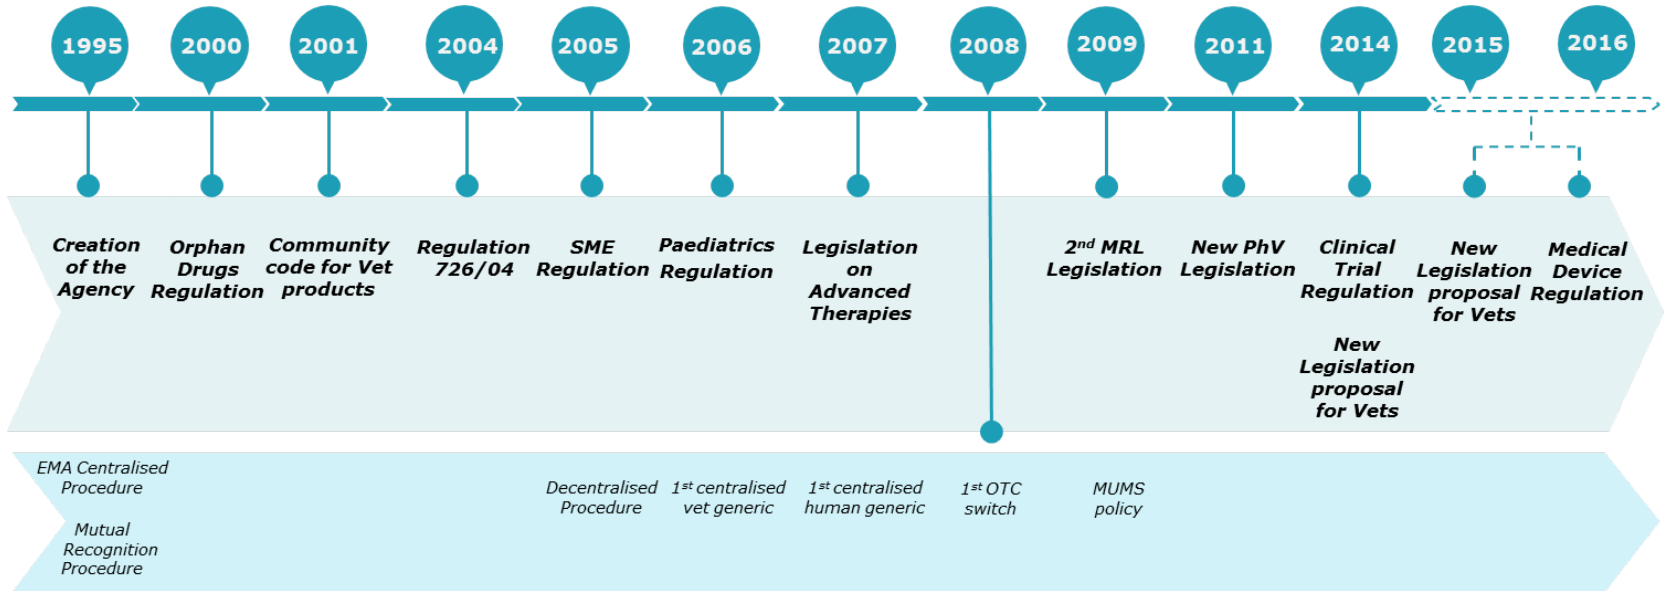 1995
2000
2001
2004
2005
2006
2007
2008
2009
2011
2014
2015
2016
Creation
of the
Agency
Orphan
Drugs
Regulation
Community
code for Vet
products
Regulation
726/04
SME
Regulation
Paediatrics
Regulation
Legislation
on
Advanced
Therapies
2nd MRL
Legislation
New PhV
Legislation
Clinical
Trial
Regulation
New
Legislation
proposal
for Vets
New
Legislation
proposal
for Vets
Medical
Device
Regulation
EMA Centralised
Procedure
Mutual
Recognition
Procedure
Decentralised
Procedure
1st centralised
vet generic
1st centralised
human generic
1st OTC
switch
MUMS
policy